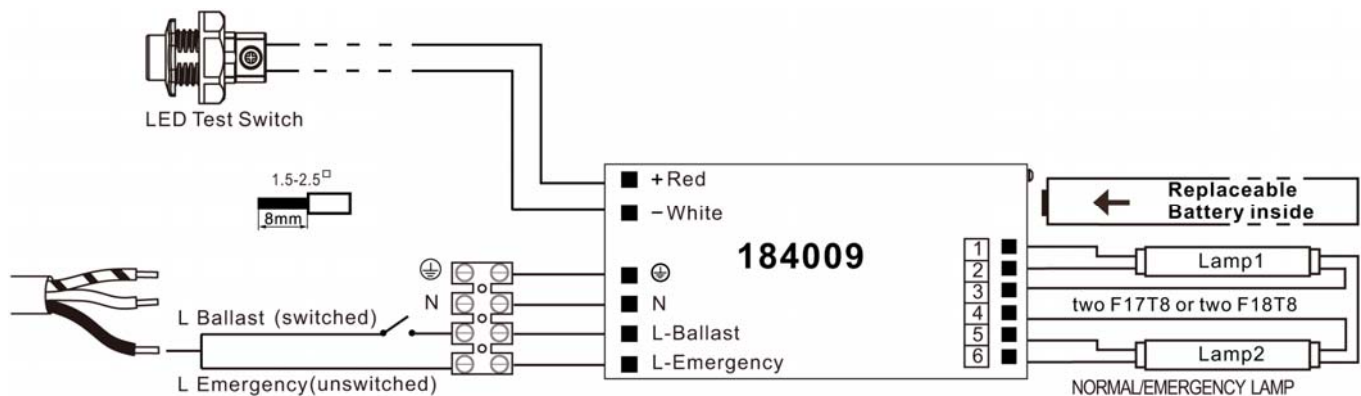 LED Test Switch
1.5-2.5□
8mm
+Red
−White
184009
Replaceable
Battery inside
N
L Ballast (switched)
L Emergency(unswitched)
N
L-Ballast
L-Emergency
1
2
3
4
5
6
Lamp1
two F17T8 or two F18T8
Lamp2
NORMAL/EMERGENCY LAMP